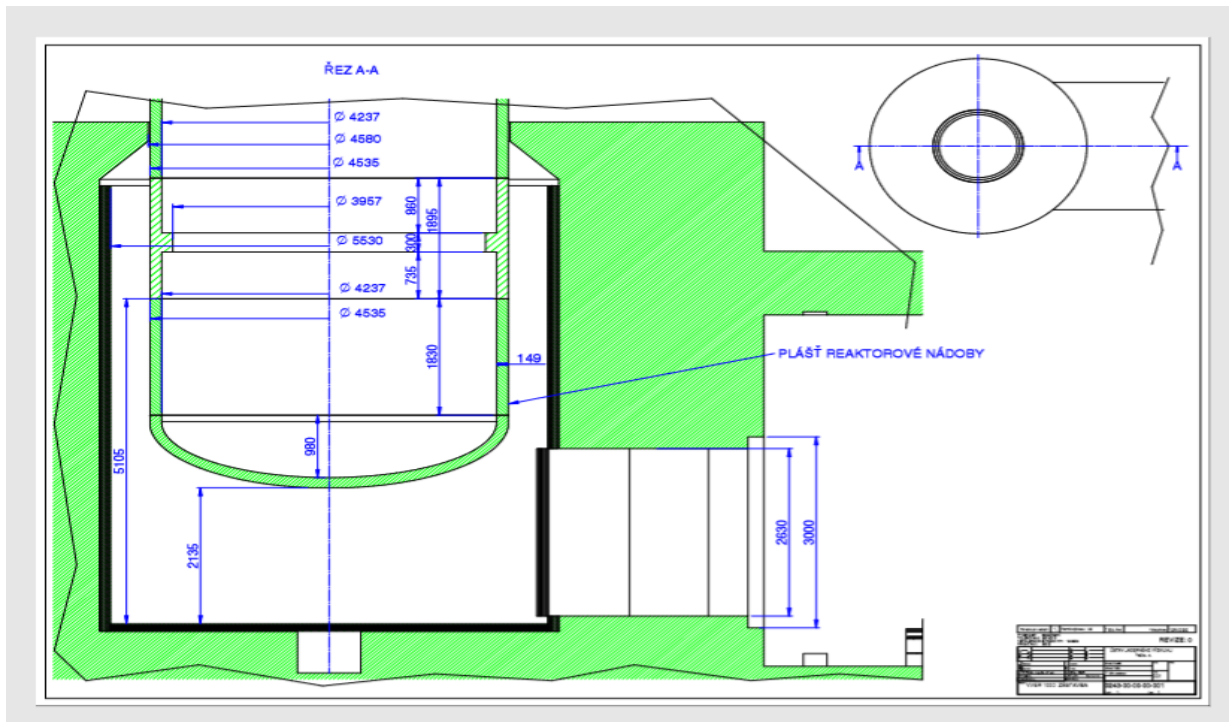 ŘEZ A-A
Ø 4237
Ø 4580
Ø 4535
Ø 3957
860
1895
Ø 5530
300
735
Ø 4237
Ø 4535
1830
149
PLÁŠŤ REAKTOROVÉ NÁDOBY
980
5105
2135
2630
3000
A
A
REVIZE: 0